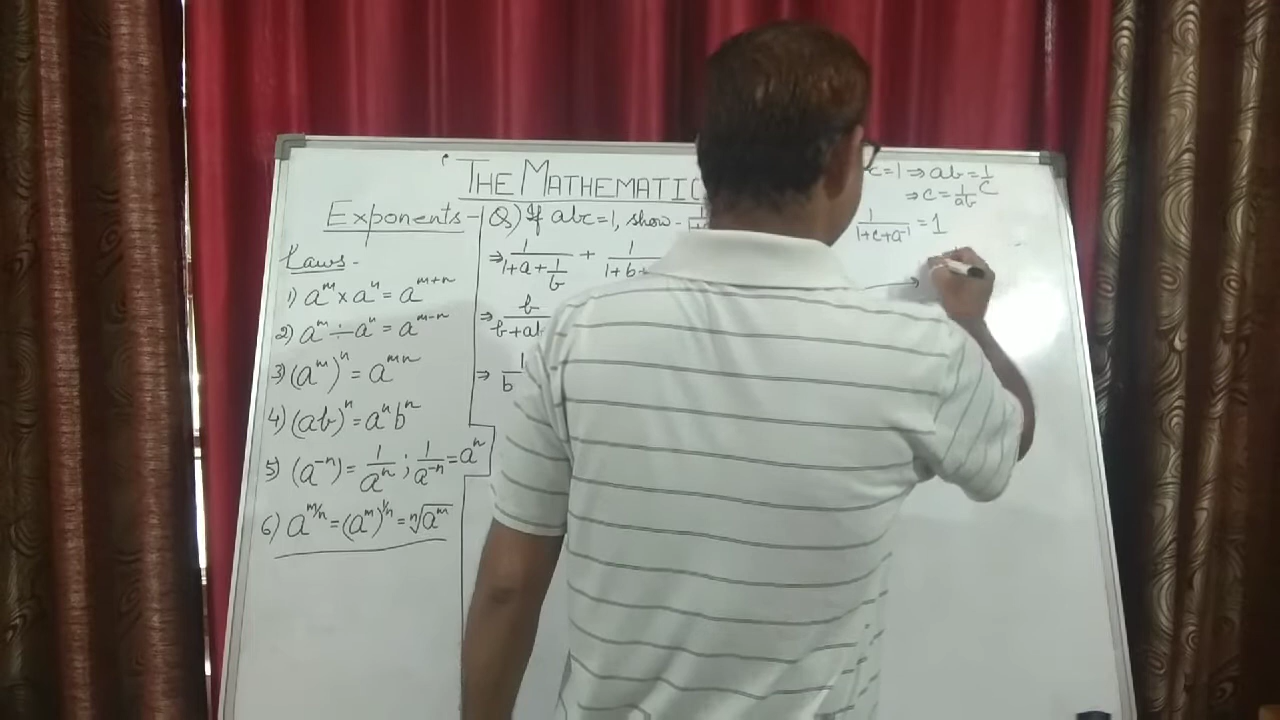 THE MATHEMATIC
c=1 ⇒ ab=1/c
⇒ c=1/ab
Exponents -
Q) If abc=1, show-
1/(1+c+a⁻¹) = 1
Laws -
1) aᵐ × aⁿ = aᵐ⁺ⁿ
2) aᵐ ÷ aⁿ = aᵐ⁻ⁿ
3) (aᵐ)ⁿ = aᵐⁿ
4) (ab)ⁿ = aⁿbⁿ
5) (a⁻ⁿ) = 1/aⁿ ; 1/a⁻ⁿ = aⁿ
6) a^(m/n) = (aᵐ)^(1/n) = ⁿ√aᵐ
⇒ 1/(1+a+1/b) + 1/(1+b+
⇒ b/(b+ab
⇒